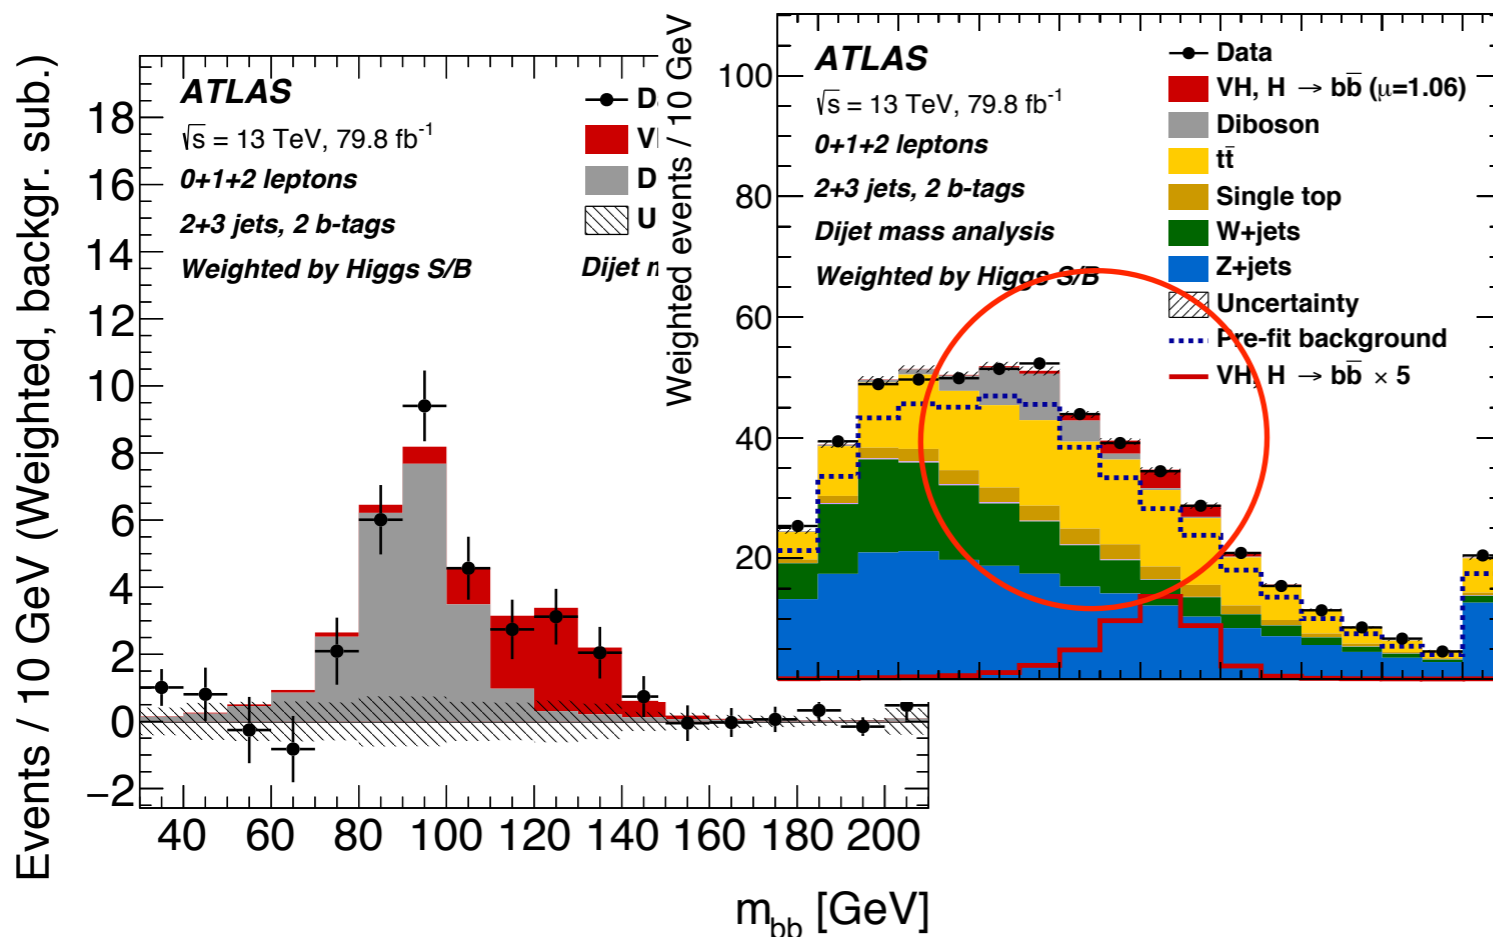 Events / 10 GeV (Weighted, backgr. sub.)
18
16
14
12
10
8
6
4
2
0
−2
ATLAS
√s = 13 TeV, 79.8 fb-1
0+1+2 leptons
2+3 jets, 2 b-tags
Weighted by Higgs S/B
D
V
D
U
Dijet
40 60 80 100 120 140 160 180 200
mbb [GeV]
Weighted events / 10 GeV
100
80
60
40
20
ATLAS
√s = 13 TeV, 79.8 fb-1
0+1+2 leptons
2+3 jets, 2 b-tags
Dijet mass analysis
Weighted by Higgs S/B
Data
VH, H → bb̄ (μ=1.06)
Diboson
tt̄
Single top
W+jets
Z+jets
Uncertainty
Pre-fit background
VH, H → bb̄ × 5